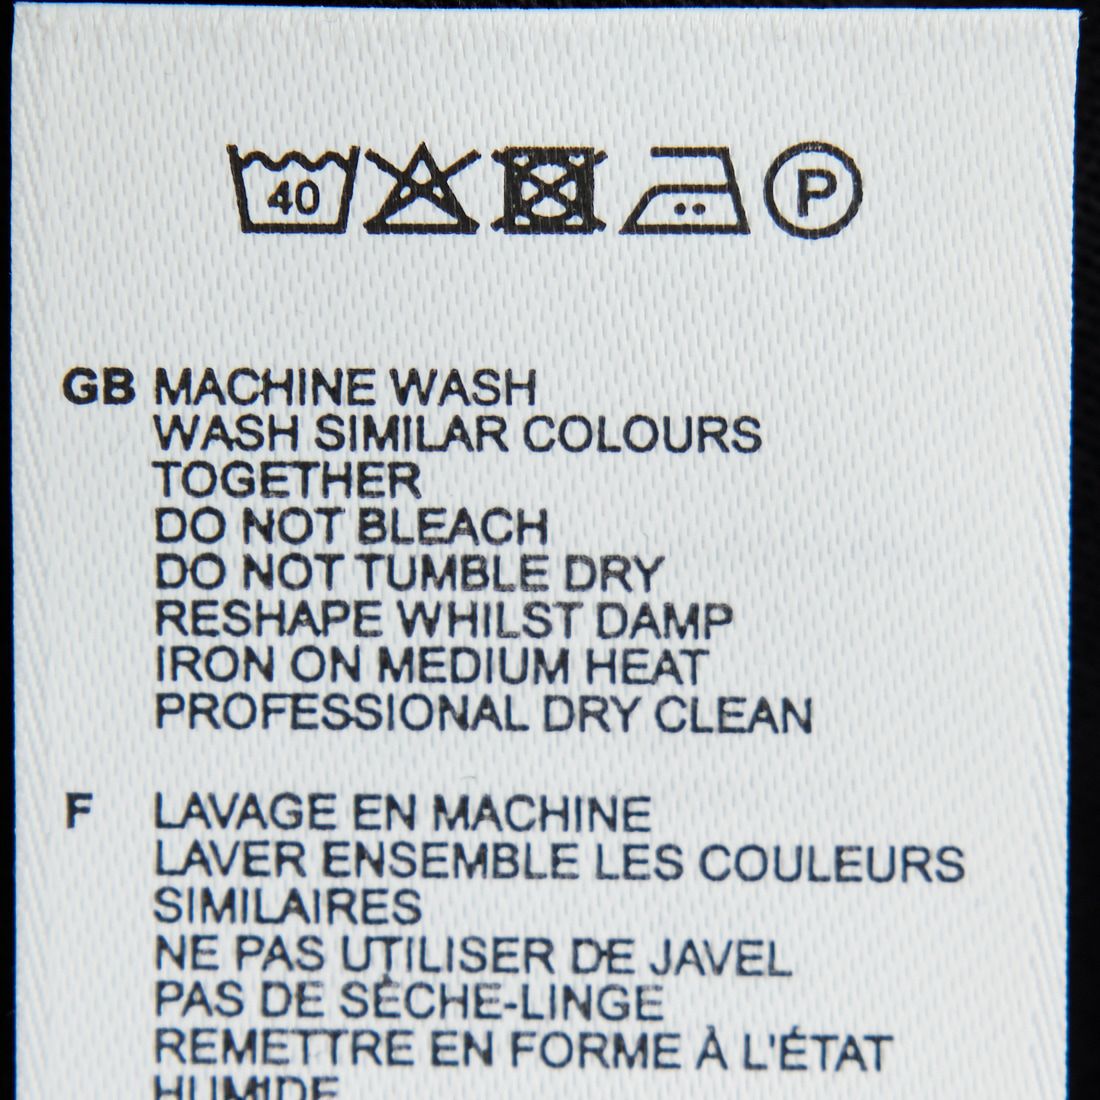 40 P
GB MACHINE WASH
WASH SIMILAR COLOURS
TOGETHER
DO NOT BLEACH
DO NOT TUMBLE DRY
RESHAPE WHILST DAMP
IRON ON MEDIUM HEAT
PROFESSIONAL DRY CLEAN
F LAVAGE EN MACHINE
LAVER ENSEMBLE LES COULEURS
SIMILAIRES
NE PAS UTILISER DE JAVEL
PAS DE SÈCHE-LINGE
REMETTRE EN FORME À L'ÉTAT
HUMIDE